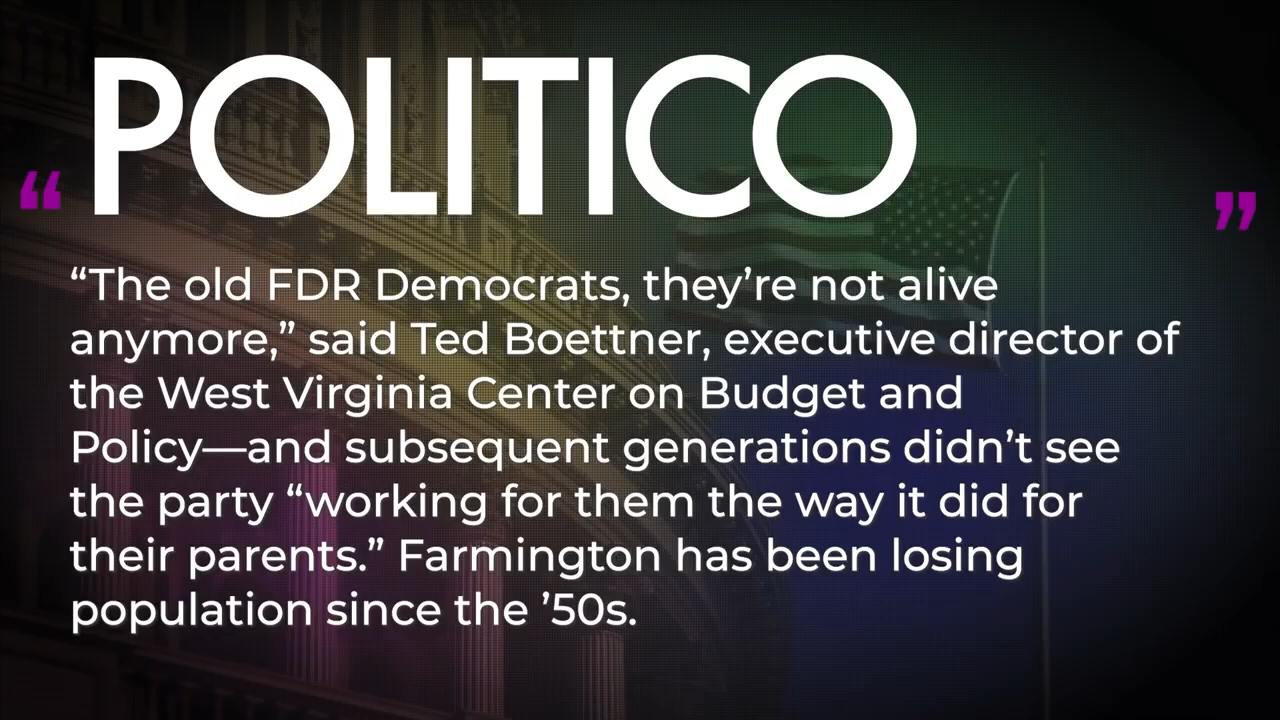 POLITICO
“
”
“The old FDR Democrats, they’re not alive
anymore,” said Ted Boettner, executive director of
the West Virginia Center on Budget and
Policy—and subsequent generations didn’t see
the party “working for them the way it did for
their parents.” Farmington has been losing
population since the ’50s.